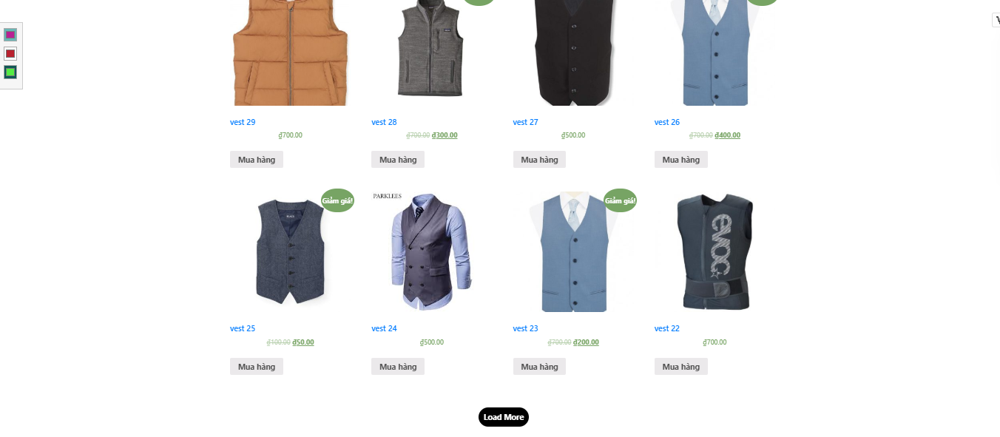 vest 29
vest 28
vest 27
vest 26
₫700.00
₫700.00 ₫300.00
₫500.00
₫700.00 ₫400.00
Mua hàng
Mua hàng
Mua hàng
Mua hàng
Giảm giá!
PARKLEES
Giảm giá!
evoc
vest 25
vest 24
vest 23
vest 22
₫100.00 ₫50.00
₫500.00
₫700.00 ₫200.00
₫700.00
Mua hàng
Mua hàng
Mua hàng
Mua hàng
Load More